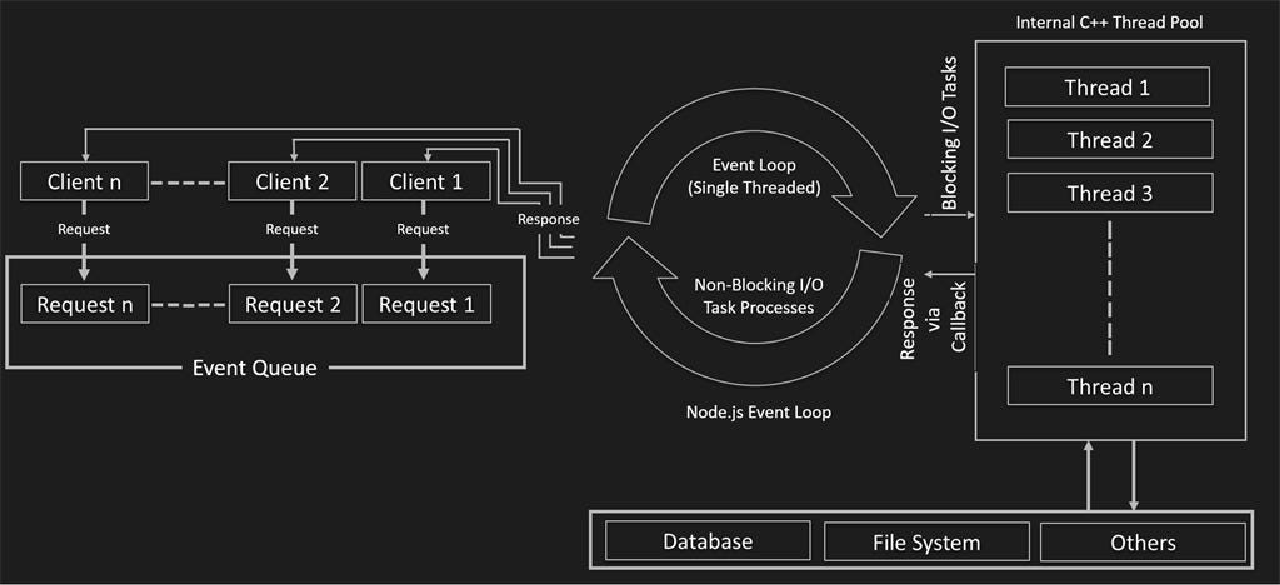 Internal C++ Thread Pool
Thread 1
Thread 2
Thread 3
Thread n
Blocking I/O Tasks
Response
via
Callback
Event Loop
(Single Threaded)
Non-Blocking I/O
Task Processes
Node.js Event Loop
Client n
Client 2
Client 1
Response
Request
Request
Request
Request n
Request 2
Request 1
Event Queue
Database
File System
Others